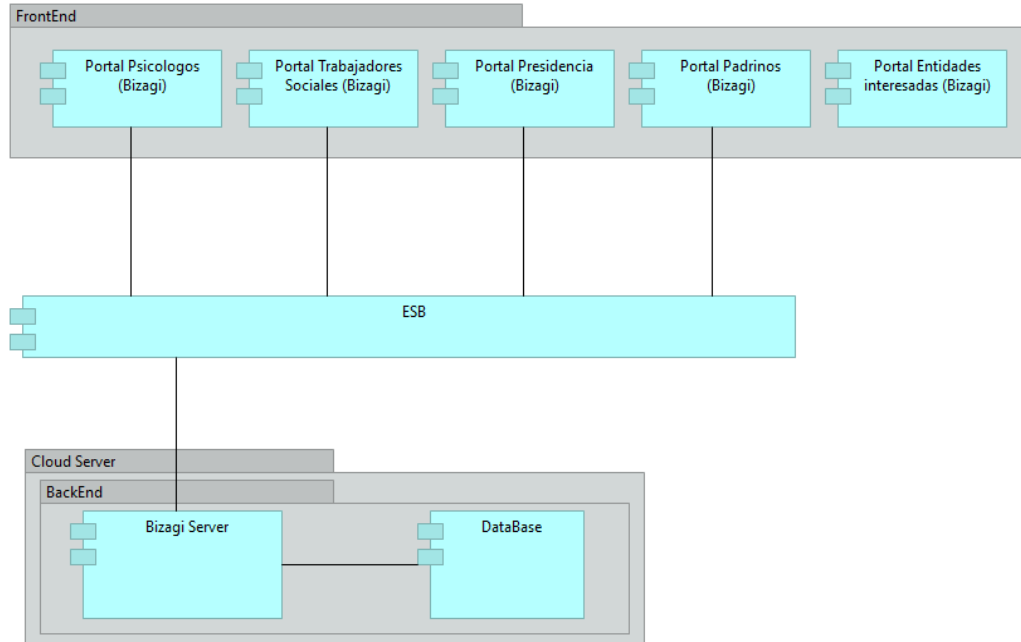 FrontEnd
Portal Psicologos
(Bizagi)
Portal Trabajadores
Sociales (Bizagi)
Portal Presidencia
(Bizagi)
Portal Padrinos
(Bizagi)
Portal Entidades
interesadas (Bizagi)
ESB
Cloud Server
BackEnd
Bizagi Server
DataBase